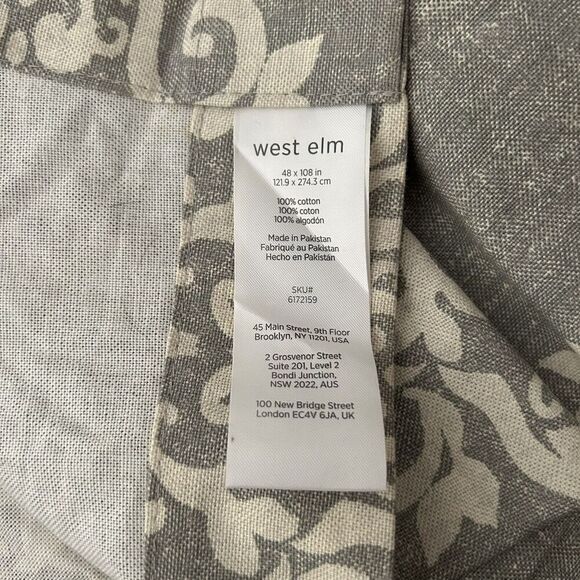 west elm
48 x 108 in
121.9 x 274.3 cm
100% cotton
100% coton
100% algodón
Made in Pakistan
Fabriqué au Pakistan
Hecho en Pakistán
SKU#
6172159
45 Main Street, 9th Floor
Brooklyn, NY 11201, USA
2 Grosvenor Street
Suite 201, Level 2
Bondi Junction,
NSW 2022, AUS
100 New Bridge Street
London EC4V 6JA, UK